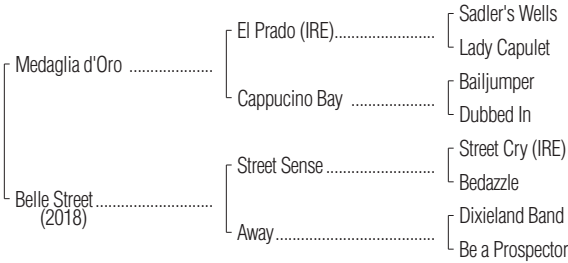 Sadler's Wells
El Prado (IRE)....................
Lady Capulet
Medaglia d'Oro .................
Bailjumper
Cappucino Bay .................
Dubbed In
Street Cry (IRE)
Street Sense ......................
Bedazzle
Belle Street........................
(2018)
Dixieland Band
Away................................
Be a Prospector